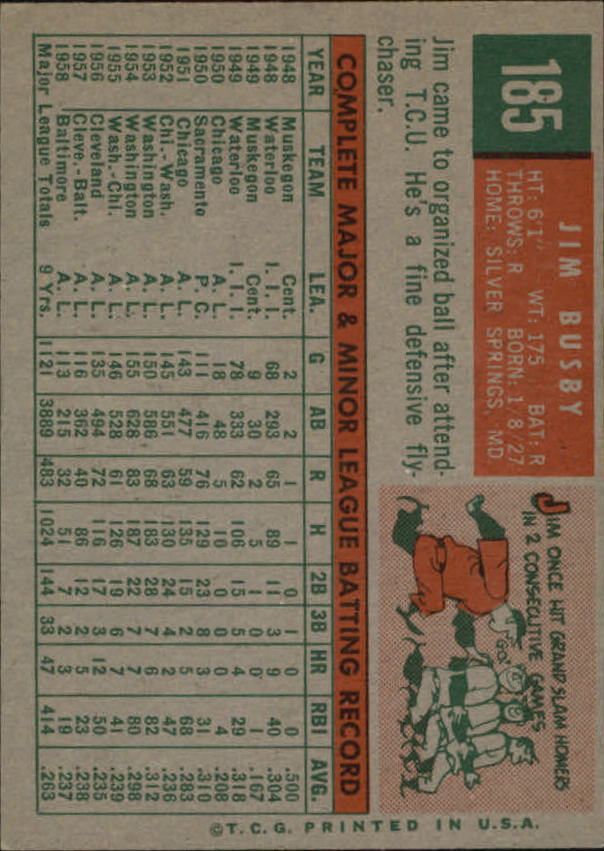 185
JIM BUSBY
HT: 6'1" WT: 175 BAT: R
THROWS: R BORN: 1/8/27
HOME: SILVER SPRINGS, MD.
JIM ONCE HIT GRAND SLAM HOMERS
IN 2 CONSECUTIVE GAMES
GO!
Jim came to organized ball after attend-
ing T.C.U. He's a fine defensive fly-
chaser.
COMPLETE MAJOR & MINOR LEAGUE BATTING RECORD
YEAR TEAM LEA. G AB R H 2B 3B HR RBI AVG.
1948 Muskegon Cent. 2 2 1 1 0 1 0 0 .500
1948 Waterloo I. I. I. 68 293 65 89 11 3 9 40 .304
1949 Muskegon Cent. 9 30 2 5 1 0 0 1 .167
1949 Waterloo I. I. I. 78 333 62 106 15 5 4 29 .318
1950 Chicago A. L. 18 48 5 10 0 0 0 4 .208
1950 Sacramento P. C. 111 416 76 129 23 8 3 31 .310
1951 Chicago A. L. 143 477 59 135 15 2 5 68 .283
1952 Chi.-Wash. A. L. 145 551 63 130 24 4 2 47 .236
1953 Washington A. L. 150 586 68 183 28 7 6 82 .312
1954 Washington A. L. 155 628 83 187 22 7 7 80 .298
1955 Wash.-Chi. A. L. 146 528 61 126 19 6 7 41 .239
1956 Cleveland A. L. 135 494 72 116 17 3 12 50 .235
1957 Cleve.-Balt. A. L. 116 362 40 86 12 2 5 23 .238
1958 Baltimore A. L. 113 215 32 51 7 2 3 19 .237
Major League Totals 9 Yrs. 1121 3889 483 1024 144 33 47 414 .263
©T.C.G. PRINTED IN U.S.A.